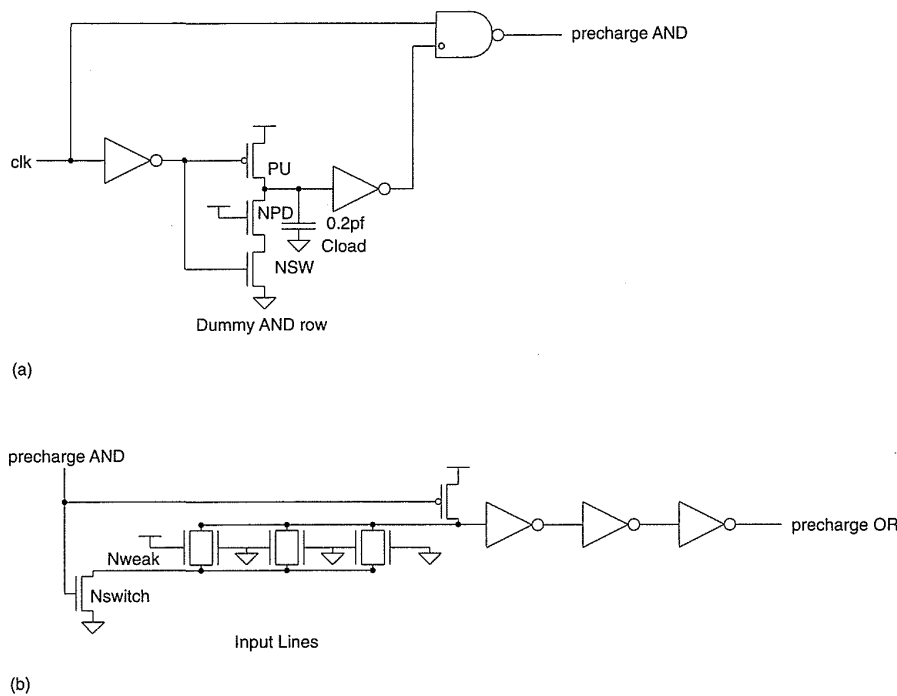 precharge AND
clk
PU
NPD
0.2pf
Cload
NSW
Dummy AND row
(a)
precharge AND
precharge OR
Nweak
Nswitch
Input Lines
(b)